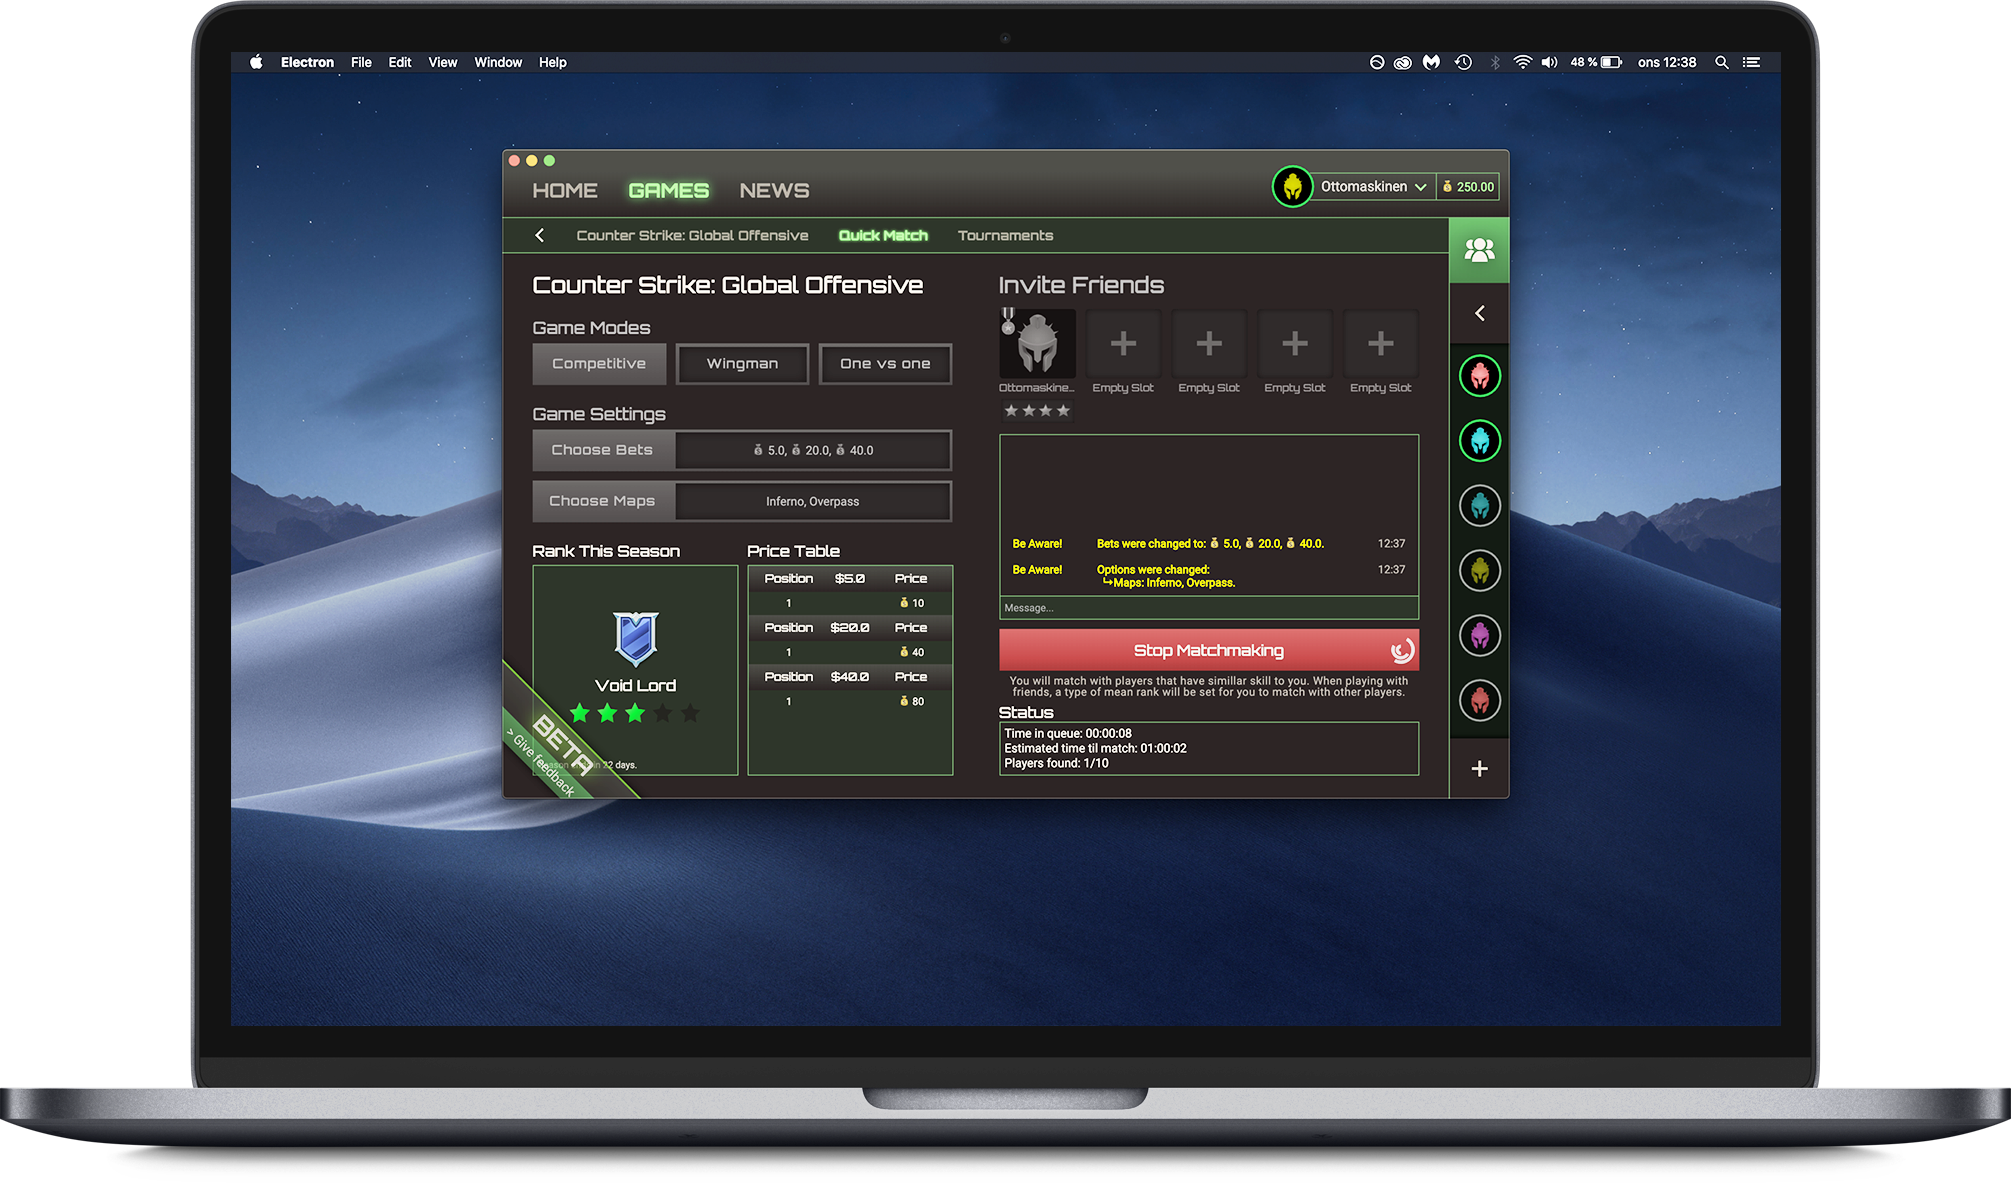 Electron File Edit View Window Help
48 % ons 12:38
HOME GAMES NEWS
Ottomaskinen 250.00
Counter Strike: Global Offensive Quick Match Tournaments
Counter Strike: Global Offensive
Game Modes
Competitive Wingman One vs one
Game Settings
Choose Bets 5.0, 20.0, 40.0
Choose Maps Inferno, Overpass
Rank This Season
Void Lord
22 days.
BETA
> Give feedback
Price Table
Position $5.0 Price
1 10
Position $20.0 Price
1 40
Position $40.0 Price
1 80
Invite Friends
Ottomaskine... Empty Slot Empty Slot Empty Slot Empty Slot
Be Aware! Bets were changed to: 5.0, 20.0, 40.0. 12:37
Be Aware! Options were changed: 12:37
↳Maps: Inferno, Overpass.
Message...
Stop Matchmaking
You will match with players that have simillar skill to you. When playing with
friends, a type of mean rank will be set for you to match with other players.
Status
Time in queue: 00:00:08
Estimated time til match: 01:00:02
Players found: 1/10